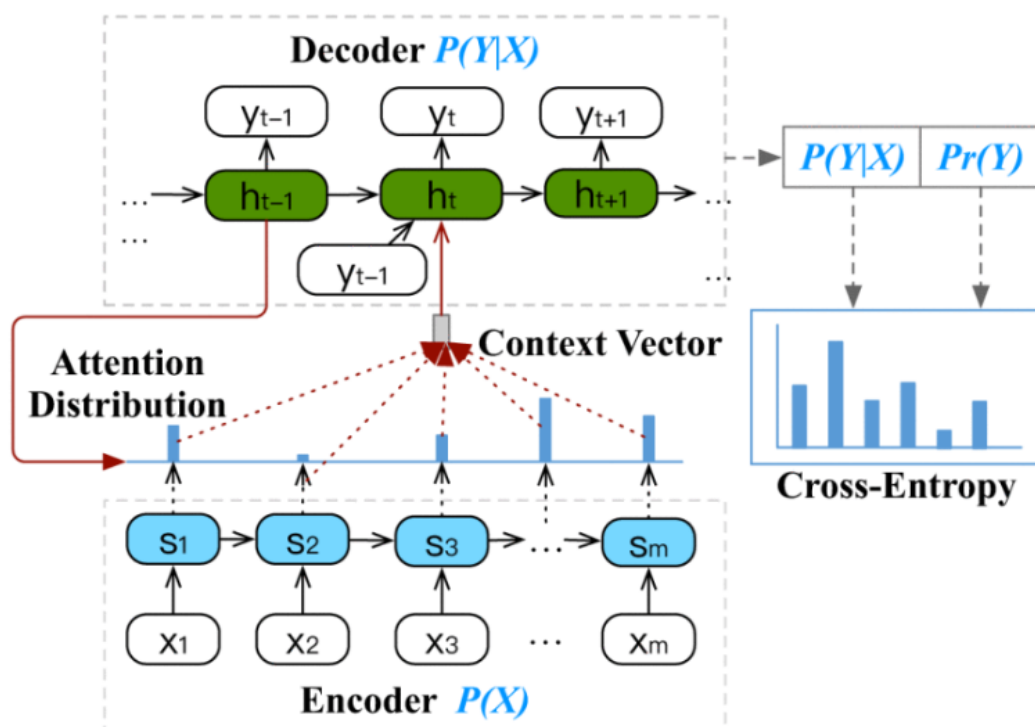 Decoder P(Y|X)
yt−1 yt yt+1
P(Y|X) Pr(Y)
... ht−1 ht ht+1 ...
...
yt−1 ...
Context Vector
Attention
Distribution
Cross-Entropy
s1 s2 s3 ... sm
x1 x2 x3 ... xm
Encoder P(X)